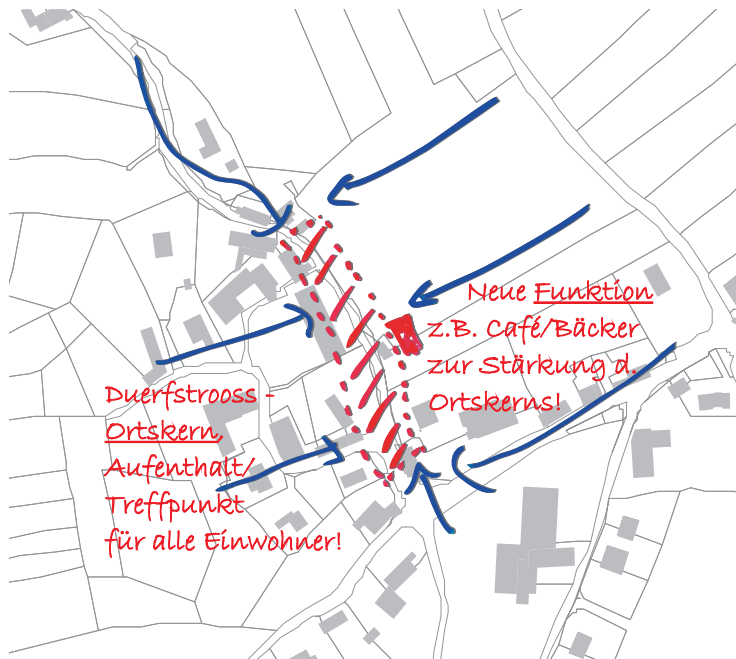 Neue Funktion
z.B. Café/Bäcker
zur Stärkung d.
Ortskerns!
Duerfstrooss -
Ortskern,
Aufenthalt/
Treffpunkt
für alle Einwohner!